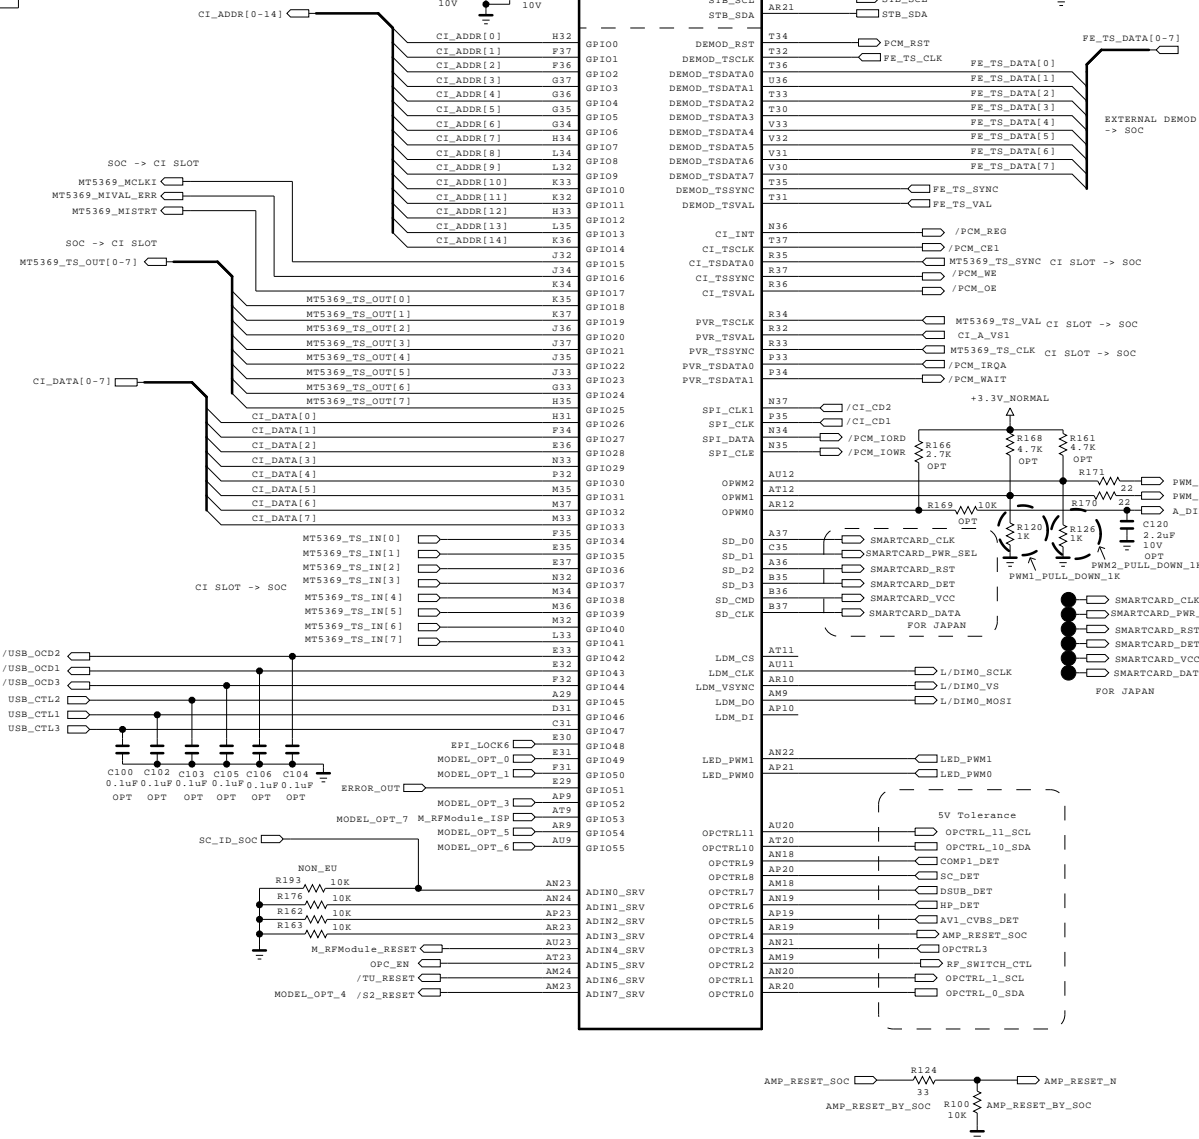 CI_ADDR[0-14]
10V
10V
STB_SCL
STB_SDA
AR21
STB_SCL
STB_SDA
CI_ADDR[0] H32 GPIO0
CI_ADDR[1] F37 GPIO1
CI_ADDR[2] F36 GPIO2
CI_ADDR[3] G37 GPIO3
CI_ADDR[4] G36 GPIO4
CI_ADDR[5] G35 GPIO5
CI_ADDR[6] G34 GPIO6
CI_ADDR[7] H34 GPIO7
CI_ADDR[8] L34 GPIO8
CI_ADDR[9] L32 GPIO9
CI_ADDR[10] K33 GPIO10
CI_ADDR[11] K32 GPIO11
CI_ADDR[12] H33 GPIO12
CI_ADDR[13] L35 GPIO13
CI_ADDR[14] K36 GPIO14
SOC -> CI SLOT
MT5369_MCLKI J32 GPIO15
MT5369_MIVAL_ERR J34 GPIO16
MT5369_MISTRT K34 GPIO17
SOC -> CI SLOT
MT5369_TS_OUT[0-7]
MT5369_TS_OUT[0] K35 GPIO18
MT5369_TS_OUT[1] K37 GPIO19
MT5369_TS_OUT[2] J36 GPIO20
MT5369_TS_OUT[3] J37 GPIO21
MT5369_TS_OUT[4] J35 GPIO22
MT5369_TS_OUT[5] J33 GPIO23
MT5369_TS_OUT[6] G33 GPIO24
MT5369_TS_OUT[7] H35 GPIO25
CI_DATA[0-7]
CI_DATA[0] H31 GPIO26
CI_DATA[1] F34 GPIO27
CI_DATA[2] E36 GPIO28
CI_DATA[3] N33 GPIO29
CI_DATA[4] P32 GPIO30
CI_DATA[5] M35 GPIO31
CI_DATA[6] M37 GPIO32
CI_DATA[7] M33 GPIO33
MT5369_TS_IN[0] F35 GPIO34
MT5369_TS_IN[1] E35 GPIO35
MT5369_TS_IN[2] E37 GPIO36
MT5369_TS_IN[3] N32 GPIO37
CI SLOT -> SOC
MT5369_TS_IN[4] M34 GPIO38
MT5369_TS_IN[5] M36 GPIO39
MT5369_TS_IN[6] M32 GPIO40
MT5369_TS_IN[7] L33 GPIO41
/USB_OCD2 E33 GPIO42
/USB_OCD1 E32 GPIO43
/USB_OCD3 F32 GPIO44
USB_CTL2 A29 GPIO45
USB_CTL1 D31 GPIO46
USB_CTL3 C31 GPIO47
EPI_LOCK6 E30 GPIO48
MODEL_OPT_0 E31 GPIO49
MODEL_OPT_1 F31 GPIO50
ERROR_OUT E29 GPIO51
MODEL_OPT_3 AP9 GPIO52
MODEL_OPT_7 M_RFModule_ISP AT9 GPIO53
MODEL_OPT_5 AR9 GPIO54
MODEL_OPT_6 AU9 GPIO55
C100 C102 C103 C105 C106 C104
0.1uF 0.1uF 0.1uF 0.1uF 0.1uF 0.1uF
OPT OPT OPT OPT OPT OPT
SC_ID_SOC
NON_EU
R193 10K AN23 ADIN0_SRV
R176 10K AN24 ADIN1_SRV
R162 10K AP23 ADIN2_SRV
R163 10K AR23 ADIN3_SRV
M_RFModule_RESET AU23 ADIN4_SRV
OPC_EN AT23 ADIN5_SRV
/TU_RESET AM24 ADIN6_SRV
MODEL_OPT_4 /S2_RESET AM23 ADIN7_SRV
DEMOD_RST T34 PCM_RST
DEMOD_TSCLK T32 FE_TS_CLK
FE_TS_DATA[0-7]
DEMOD_TSDATA0 T36 FE_TS_DATA[0]
DEMOD_TSDATA1 U36 FE_TS_DATA[1]
DEMOD_TSDATA2 T33 FE_TS_DATA[2]
DEMOD_TSDATA3 T30 FE_TS_DATA[3]
DEMOD_TSDATA4 V33 FE_TS_DATA[4]
DEMOD_TSDATA5 V32 FE_TS_DATA[5]
DEMOD_TSDATA6 V31 FE_TS_DATA[6]
DEMOD_TSDATA7 V30 FE_TS_DATA[7]
EXTERNAL DEMOD
-> SOC
DEMOD_TSSYNC T35 FE_TS_SYNC
DEMOD_TSVAL T31 FE_TS_VAL
CI_INT N36 /PCM_REG
CI_TSCLK T37 /PCM_CE1
CI_TSDATA0 R35 MT5369_TS_SYNC CI SLOT -> SOC
CI_TSSYNC R37 /PCM_WE
CI_TSVAL R36 /PCM_OE
PVR_TSCLK R34 MT5369_TS_VAL CI SLOT -> SOC
PVR_TSVAL R32 CI_A_VS1
PVR_TSSYNC R33 MT5369_TS_CLK CI SLOT -> SOC
PVR_TSDATA0 P33 /PCM_IRQA
PVR_TSDATA1 P34 /PCM_WAIT
SPI_CLK1 N37 /CI_CD2
SPI_CLK P35 /CI_CD1
SPI_DATA N34 /PCM_IORD
SPI_CLE N35 /PCM_IOWR
+3.3V_NORMAL
R166 2.7K OPT
R168 4.7K OPT
R161 4.7K OPT
OPWM2 AU12 R171 22 PWM_
OPWM1 AT12 R170 22 PWM_
OPWM0 AR12 R169 10K OPT A_DI
R120 1K
R126 1K
C120
2.2uF
10V
OPT
PWM1_PULL_DOWN_1K
PWM2_PULL_DOWN_1K
SD_D0 A37 SMARTCARD_CLK
SD_D1 C35 SMARTCARD_PWR_SEL
SD_D2 A36 SMARTCARD_RST
SD_D3 B35 SMARTCARD_DET
SD_CMD B36 SMARTCARD_VCC
SD_CLK B37 SMARTCARD_DATA
FOR JAPAN
SMARTCARD_CLK
SMARTCARD_PWR_
SMARTCARD_RST
SMARTCARD_DET
SMARTCARD_VCC
SMARTCARD_DAT
FOR JAPAN
LDM_CS AT11
LDM_CLK AU11 L/DIM0_SCLK
LDM_VSYNC AR10 L/DIM0_VS
LDM_DO AM9 L/DIM0_MOSI
LDM_DI AP10
LED_PWM1 AN22 LED_PWM1
LED_PWM0 AP21 LED_PWM0
5V Tolerance
OPCTRL11 AU20 OPCTRL_11_SCL
OPCTRL10 AT20 OPCTRL_10_SDA
OPCTRL9 AN18 COMP1_DET
OPCTRL8 AP20 SC_DET
OPCTRL7 AM18 DSUB_DET
OPCTRL6 AN19 HP_DET
OPCTRL5 AP19 AV1_CVBS_DET
OPCTRL4 AR19 AMP_RESET_SOC
OPCTRL3 AN21 OPCTRL3
OPCTRL2 AM19 RF_SWITCH_CTL
OPCTRL1 AN20 OPCTRL_1_SCL
OPCTRL0 AR20 OPCTRL_0_SDA
AMP_RESET_SOC R124 33 AMP_RESET_N
AMP_RESET_BY_SOC R100 10K AMP_RESET_BY_SOC